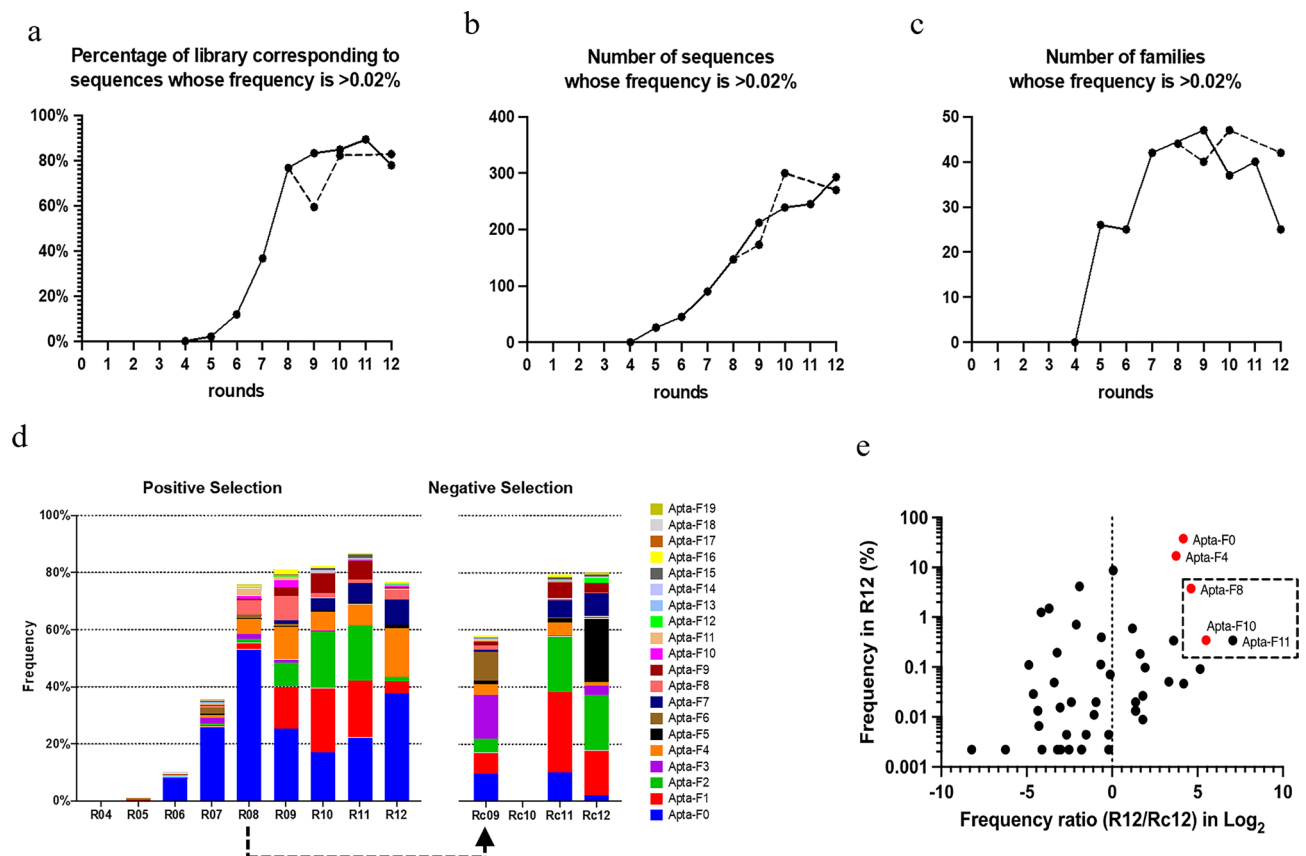 a
Percentage of library corresponding to
sequences whose frequency is >0.02%
100%
80%
60%
40%
20%
0%
0 1 2 3 4 5 6 7 8 9 10 11 12
rounds
b
Number of sequences
whose frequency is >0.02%
400
300
200
100
0
0 1 2 3 4 5 6 7 8 9 10 11 12
rounds
c
Number of families
whose frequency is >0.02%
50
40
30
20
10
0
0 1 2 3 4 5 6 7 8 9 10 11 12
rounds
d
Positive Selection
Negative Selection
Frequency
100%
80%
60%
40%
20%
0%
R04 R05 R06 R07 R08 R09 R10 R11 R12
Rc09 Rc10 Rc11 Rc12
Apta-F19
Apta-F18
Apta-F17
Apta-F16
Apta-F15
Apta-F14
Apta-F13
Apta-F12
Apta-F11
Apta-F10
Apta-F9
Apta-F8
Apta-F7
Apta-F6
Apta-F5
Apta-F4
Apta-F3
Apta-F2
Apta-F1
Apta-F0
e
Frequency in R12 (%)
100
10
1
0.1
0.01
0.001
Apta-F0
Apta-F4
Apta-F8
Apta-F10
Apta-F11
-10 -5 0 5 10
Frequency ratio (R12/Rc12) in Log2